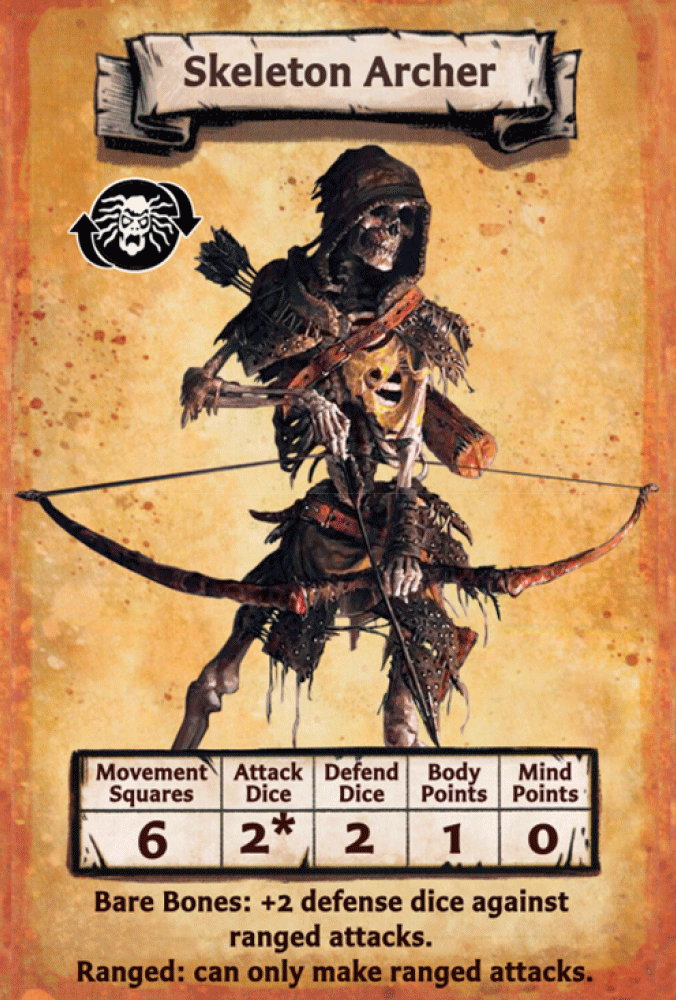 Skeleton Archer
Movement Squares Attack Dice Defend Dice Body Points Mind Points
6 2* 2 1 0
Bare Bones: +2 defense dice against
ranged attacks.
Ranged: can only make ranged attacks.